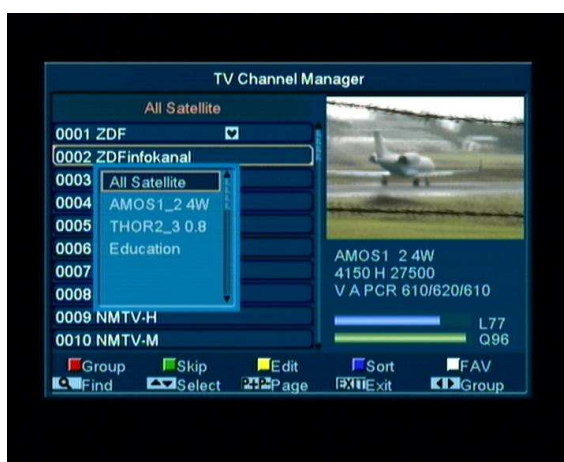 TV Channel Manager
All Satellite
0001 ZDF
0002 ZDFinfokanal
0003
0004
0005
0006
0007
0008
0009 NMTV-H
0010 NMTV-M
All Satellite
AMOS1_2 4W
THOR2_3 0.8
Education
AMOS1 2 4W
4150 H 27500
V A PCR 610/620/610
L77
Q96
Group Skip Edit Sort FAV
Find Select P+P- Page EXIT Exit Group